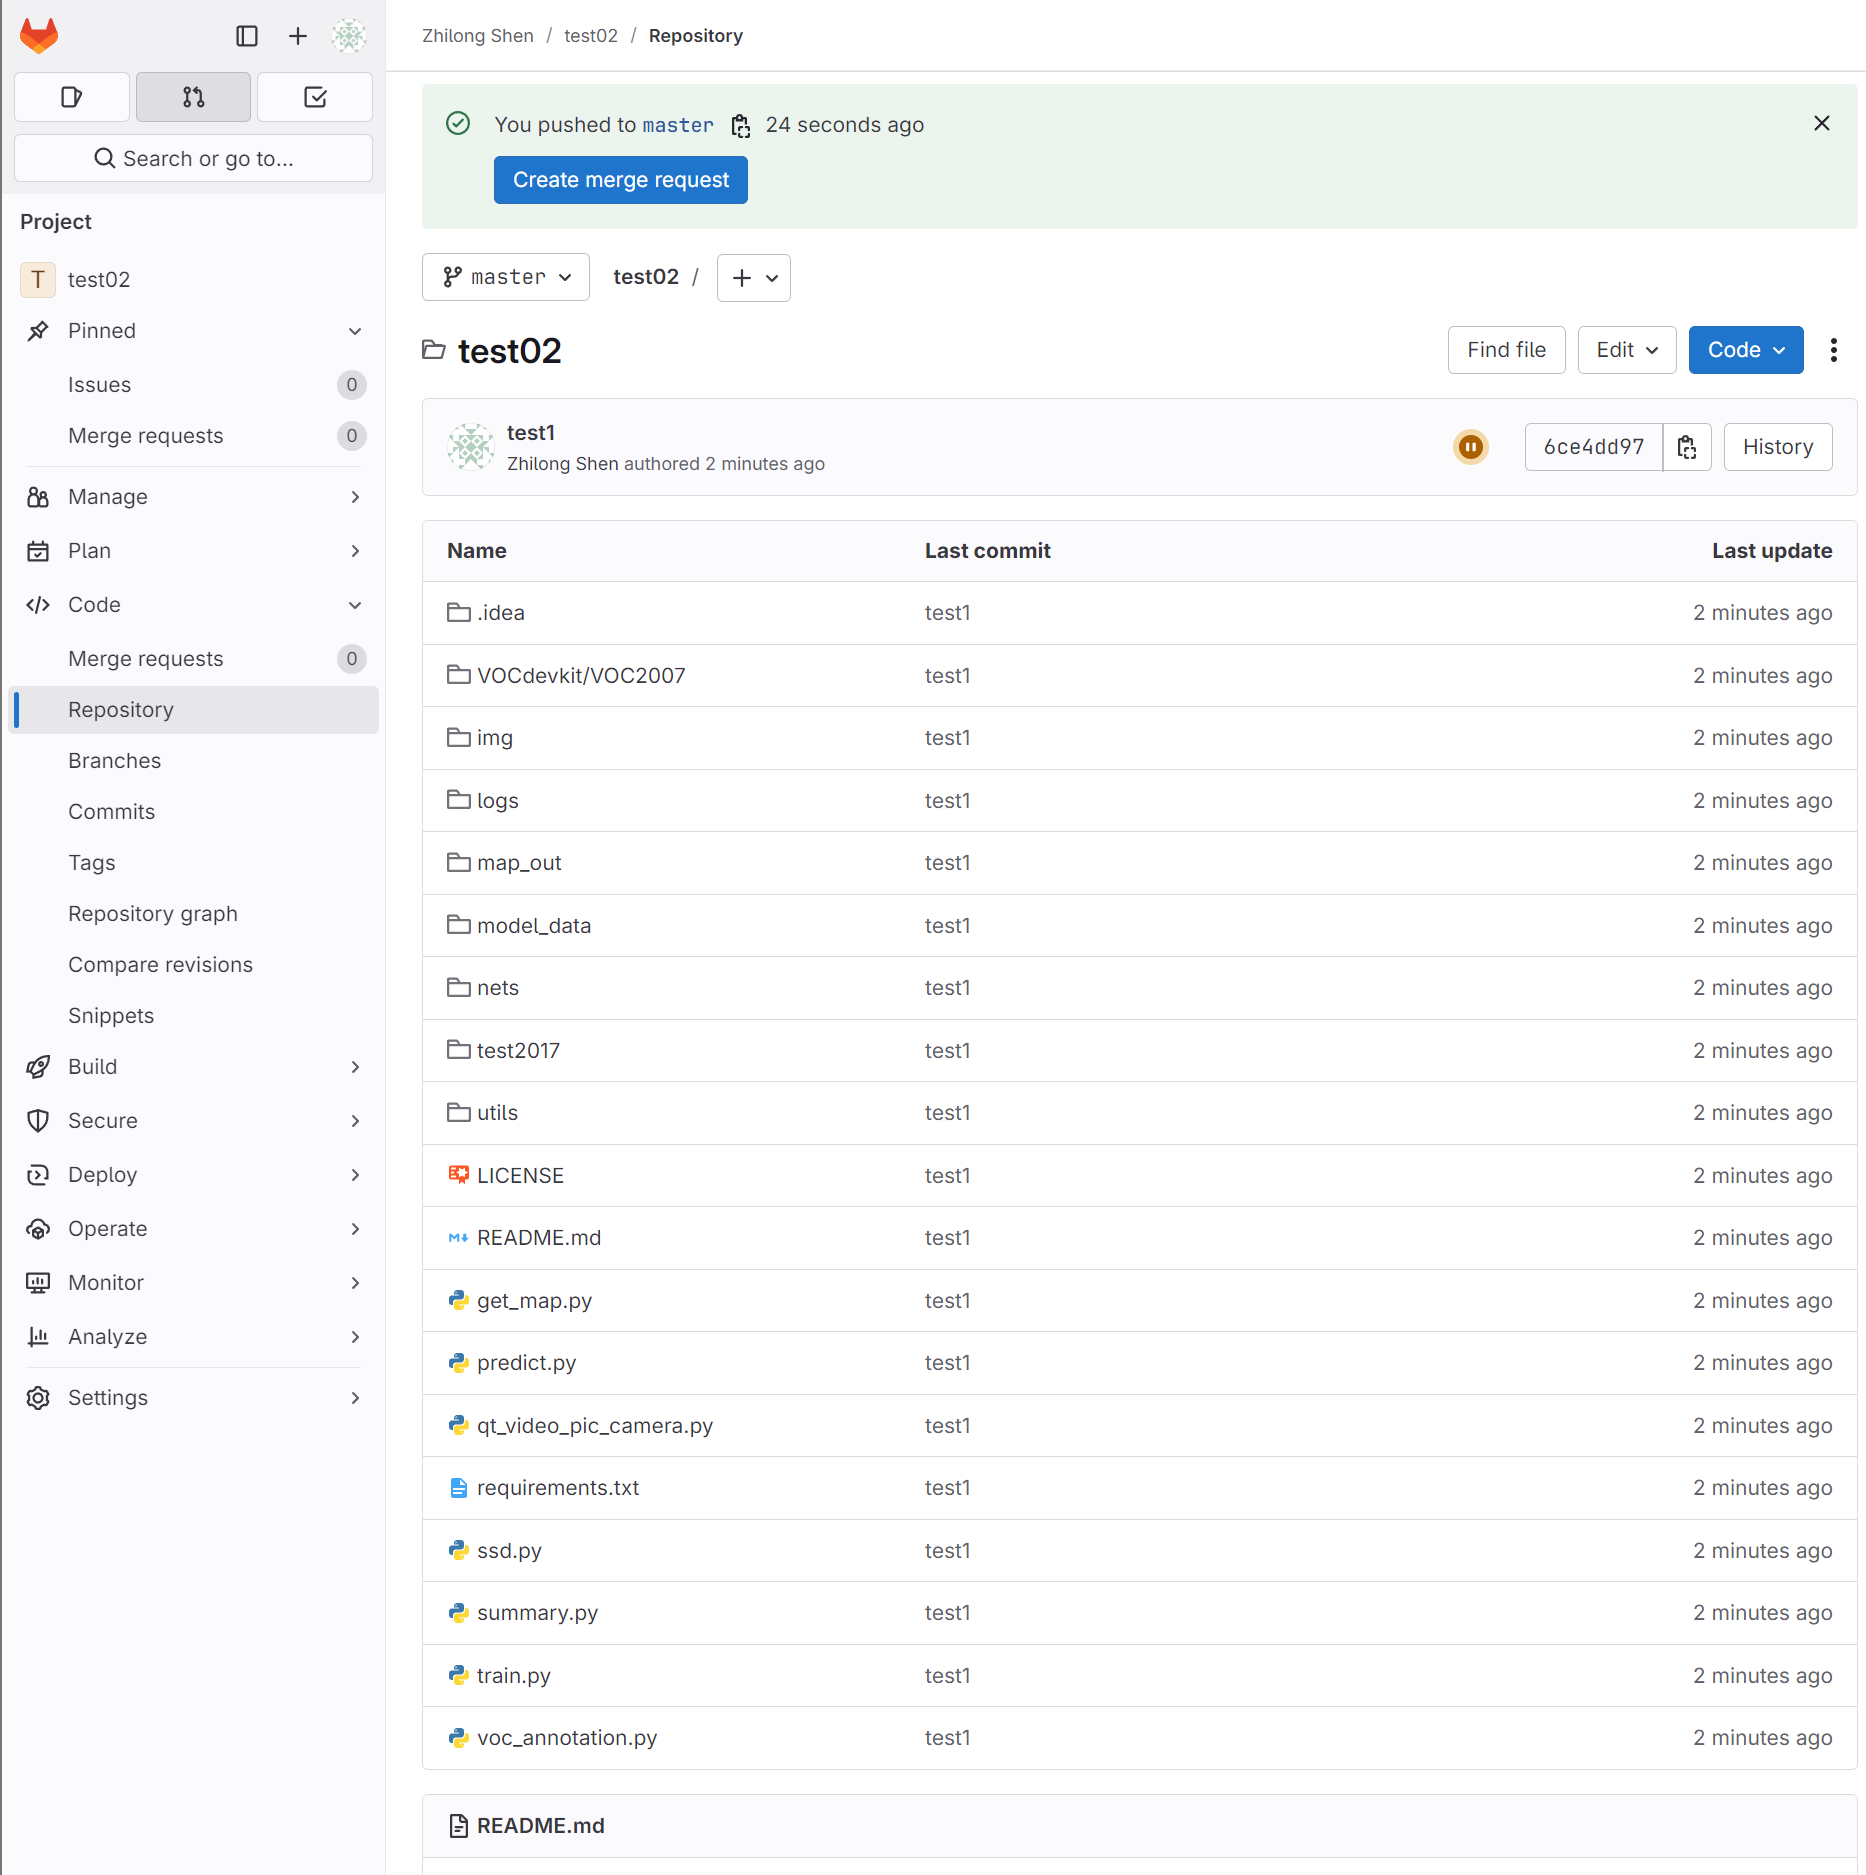 Zhilong Shen / test02 / Repository
Search or go to...
Project
T test02
Pinned
Issues 0
Merge requests 0
Manage
Plan
Code
Merge requests 0
Repository
Branches
Commits
Tags
Repository graph
Compare revisions
Snippets
Build
Secure
Deploy
Operate
Monitor
Analyze
Settings
You pushed to master 24 seconds ago
Create merge request
master test02 /
test02
Find file Edit Code
test1
Zhilong Shen authored 2 minutes ago
6ce4dd97 History
Name Last commit Last update
.idea test1 2 minutes ago
VOCdevkit/VOC2007 test1 2 minutes ago
img test1 2 minutes ago
logs test1 2 minutes ago
map_out test1 2 minutes ago
model_data test1 2 minutes ago
nets test1 2 minutes ago
test2017 test1 2 minutes ago
utils test1 2 minutes ago
LICENSE test1 2 minutes ago
README.md test1 2 minutes ago
get_map.py test1 2 minutes ago
predict.py test1 2 minutes ago
qt_video_pic_camera.py test1 2 minutes ago
requirements.txt test1 2 minutes ago
ssd.py test1 2 minutes ago
summary.py test1 2 minutes ago
train.py test1 2 minutes ago
voc_annotation.py test1 2 minutes ago
README.md